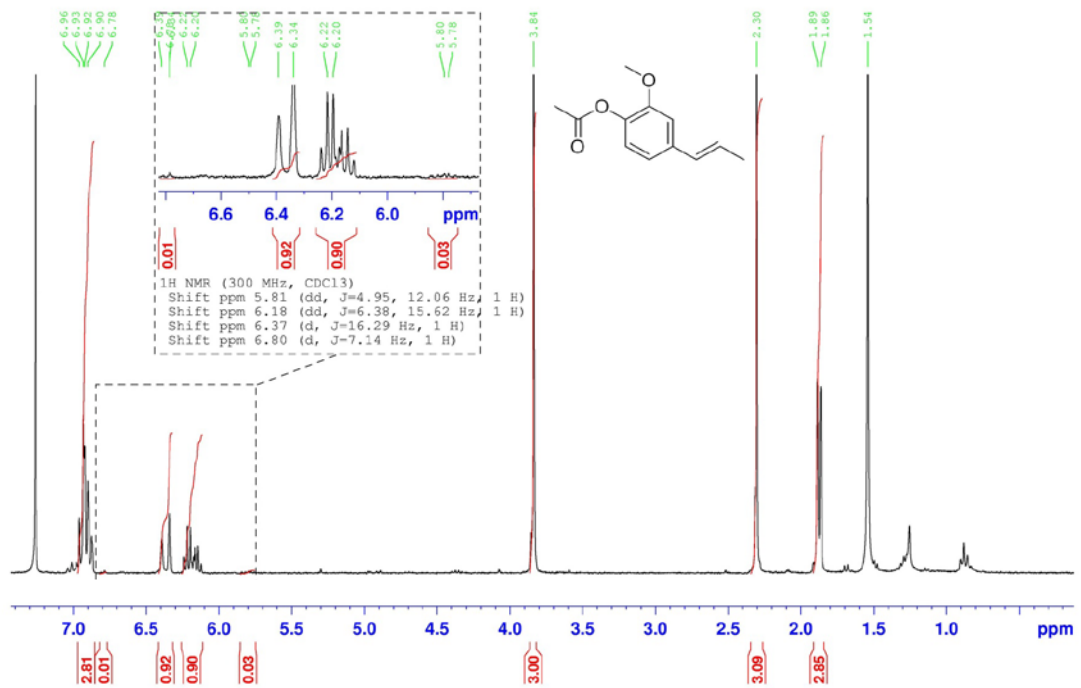 6.96 6.93 6.92 6.90 6.78 6.39 6.22 6.20 5.80 5.78 3.84 2.30 1.89 1.86 1.54
6.39 6.34 6.22 6.20 5.80 5.78
O
O
O
6.6 6.4 6.2 6.0 ppm
0.01 0.92 0.90 0.03
1H NMR (300 MHz, CDCl3)
Shift ppm 5.81 (dd, J=4.95, 12.06 Hz, 1 H)
Shift ppm 6.18 (dd, J=6.38, 15.62 Hz, 1 H)
Shift ppm 6.37 (d, J=16.29 Hz, 1 H)
Shift ppm 6.80 (d, J=7.14 Hz, 1 H)
7.0 6.5 6.0 5.5 5.0 4.5 4.0 3.5 3.0 2.5 2.0 1.5 1.0 ppm
2.81 0.01 0.92 0.90 0.03 3.00 3.09 2.85